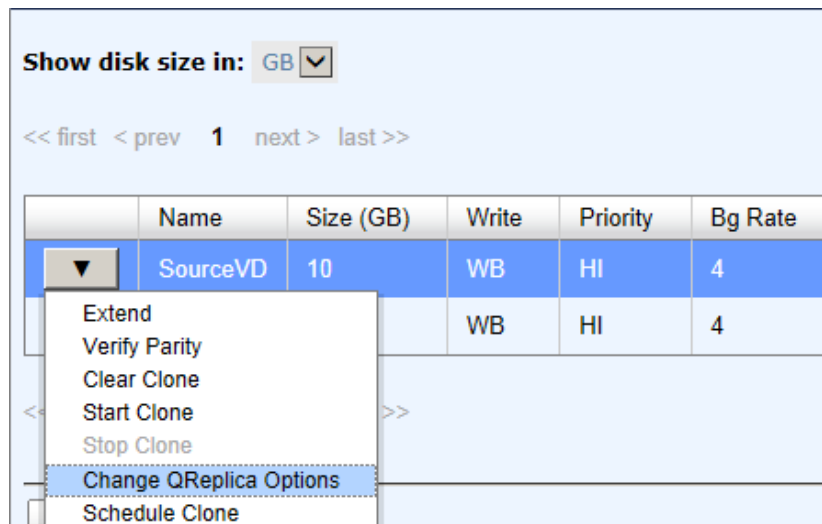 Show disk size in: GB
<< first < prev 1 next > last >>
Name Size (GB) Write Priority Bg Rate
▼ SourceVD 10 WB HI 4
Extend WB HI 4
Verify Parity
Clear Clone
<< Start Clone >>
Stop Clone
Change QReplica Options
Schedule Clone